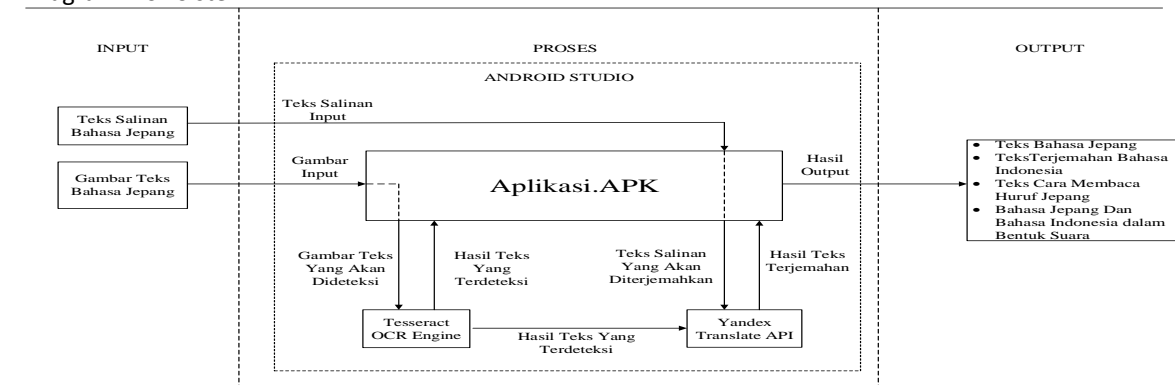 INPUT
PROSES
OUTPUT
ANDROID STUDIO
Teks Salinan
Bahasa Jepang
Teks Salinan
Input
Gambar Teks
Bahasa Jepang
Gambar
Input
Aplikasi.APK
Hasil
Output
• Teks Bahasa Jepang
• TeksTerjemahan Bahasa
Indonesia
• Teks Cara Membaca
Huruf Jepang
• Bahasa Jepang Dan
Bahasa Indonesia dalam
Bentuk Suara
Gambar Teks
Yang Akan
Dideteksi
Hasil Teks
Yang
Terdeteksi
Teks Salinan
Yang Akan
Diterjemahkan
Hasil Teks
Terjemahan
Tesseract
OCR Engine
Hasil Teks Yang
Terdeteksi
Yandex
Translate API